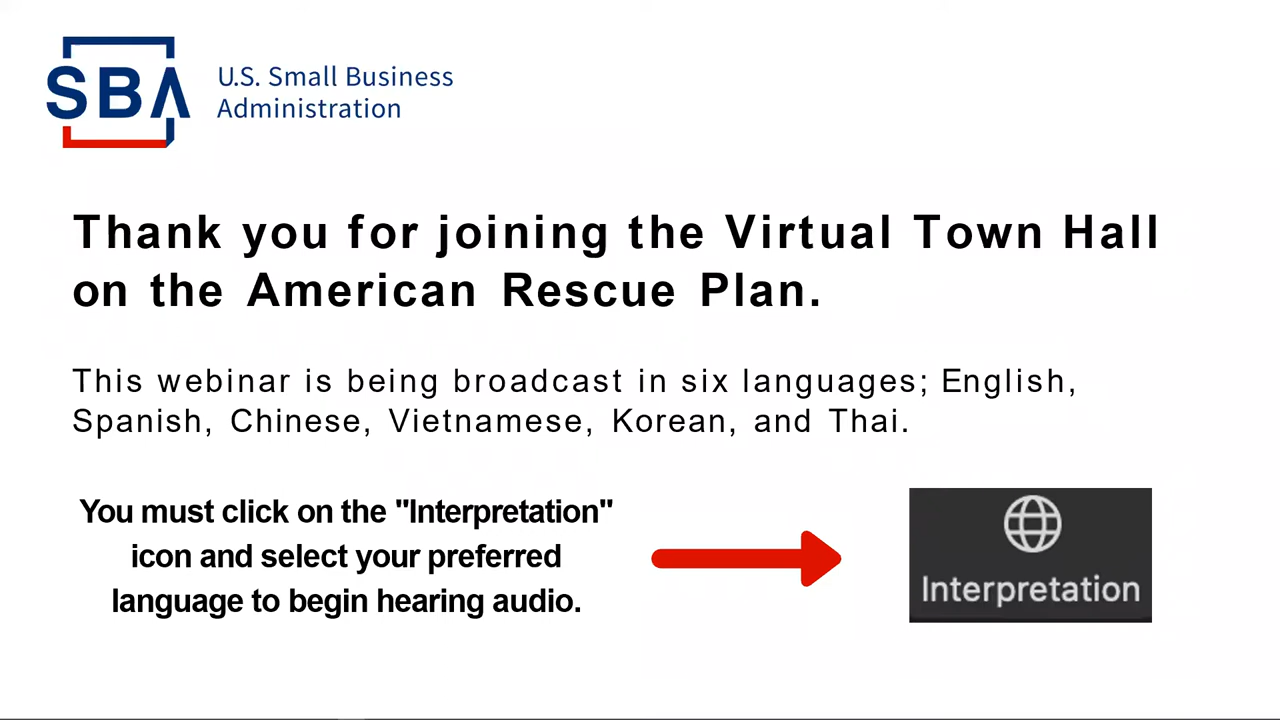 SBA
U.S. Small Business
Administration
Thank you for joining the Virtual Town Hall
on the American Rescue Plan.
This webinar is being broadcast in six languages; English,
Spanish, Chinese, Vietnamese, Korean, and Thai.
You must click on the "Interpretation"
icon and select your preferred
language to begin hearing audio.
Interpretation